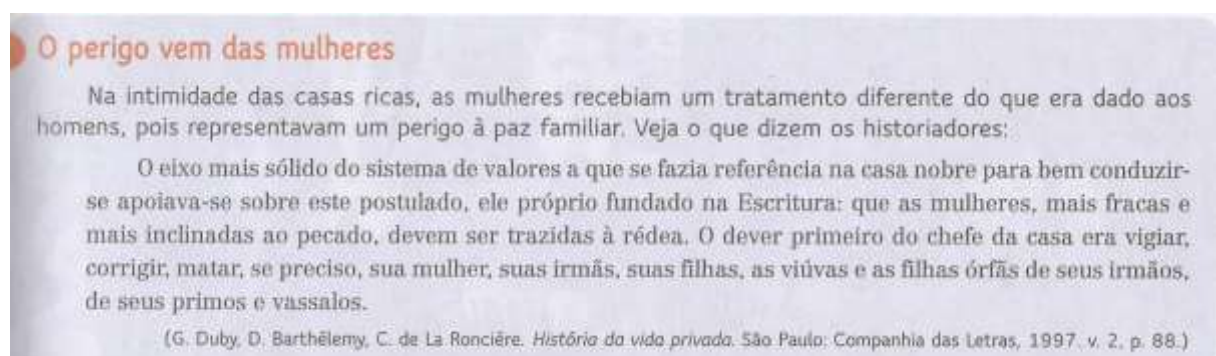 O perigo vem das mulheres
Na intimidade das casas ricas, as mulheres recebiam um tratamento diferente do que era dado aos
homens, pois representavam um perigo à paz familiar. Veja o que dizem os historiadores:
O eixo mais sólido do sistema de valores a que se fazia referência na casa nobre para bem conduzir-
se apoiava-se sobre este postulado, ele próprio fundado na Escritura: que as mulheres, mais fracas e
mais inclinadas ao pecado, devem ser trazidas à rédea. O dever primeiro do chefe da casa era vigiar,
corrigir, matar, se preciso, sua mulher, suas irmãs, suas filhas, as viúvas e as filhas órfãs de seus irmãos,
de seus primos e vassalos.
(G. Duby, D. Barthélemy, C. de La Roncière. História da vida privada. São Paulo: Companhia das Letras, 1997. v. 2, p. 88.)